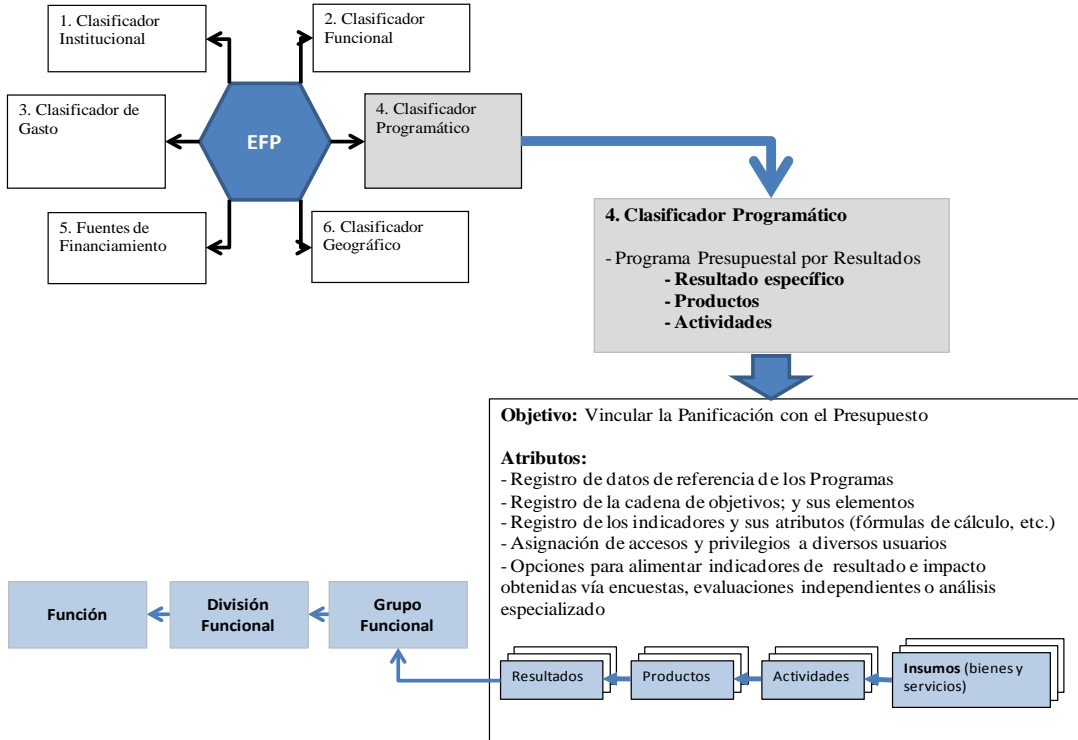 1. Clasificador
Institucional
2. Clasificador
Funcional
3. Clasificador de
Gasto
EFP
4. Clasificador
Programático
5. Fuentes de
Financiamiento
6. Clasificador
Geográfico
4. Clasificador Programático
- Programa Presupuestal por Resultados
- Resultado específico
- Productos
- Actividades
Objetivo: Vincular la Panificación con el Presupuesto
Atributos:
- Registro de datos de referencia de los Programas
- Registro de la cadena de objetivos; y sus elementos
- Registro de los indicadores y sus atributos (fórmulas de cálculo, etc.)
- Asignación de accesos y privilegios a diversos usuarios
- Opciones para alimentar indicadores de resultado e impacto
obtenidas vía encuestas, evaluaciones independientes o análisis
especializado
Función
División
Funcional
Grupo
Funcional
Resultados
Productos
Actividades
Insumos (bienes y
servicios)